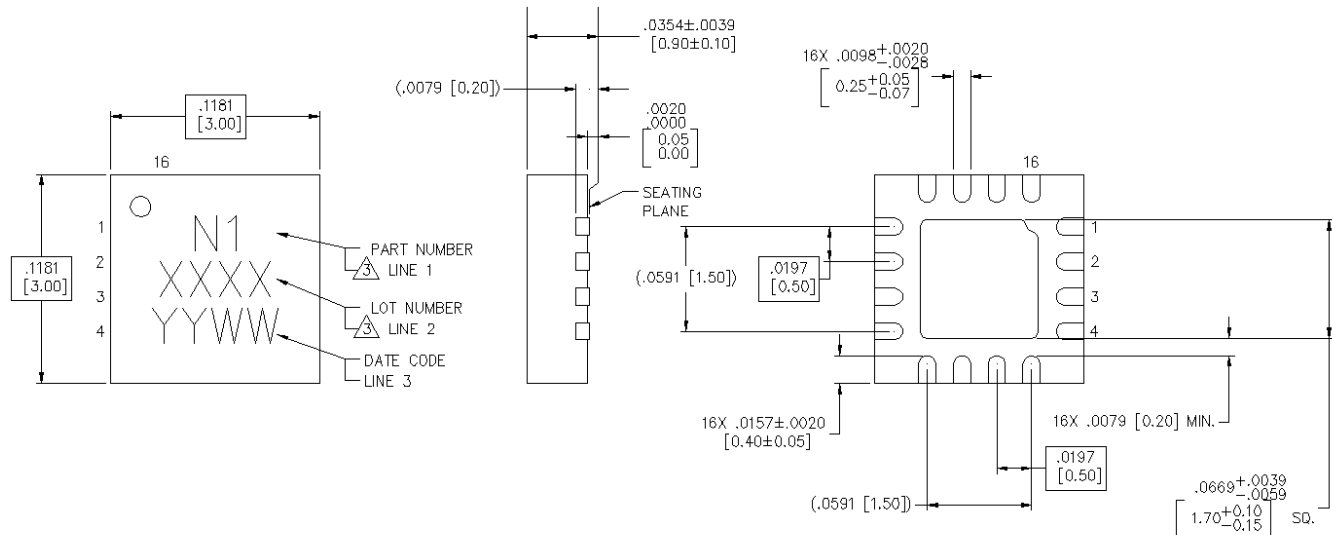 .1181
[3.00]
16
.1181
[3.00]
1
2
3
4
N1
XXXX
YYWW
PART NUMBER
3 LINE 1
LOT NUMBER
3 LINE 2
DATE CODE
LINE 3
.0354±.0039
[0.90±0.10]
(.0079 [0.20])
.0020
.0000
[0.05
0.00]
SEATING
PLANE
16X .0098+.0020
-.0028
[0.25+0.05
-0.07]
16
1
2
3
4
(.0591 [1.50])
.0197
[0.50]
16X .0157±.0020
[0.40±0.05]
16X .0079 [0.20] MIN.
.0197
[0.50]
(.0591 [1.50])
.0669+.0039
-.0059
[1.70+0.10
-0.15] SQ.